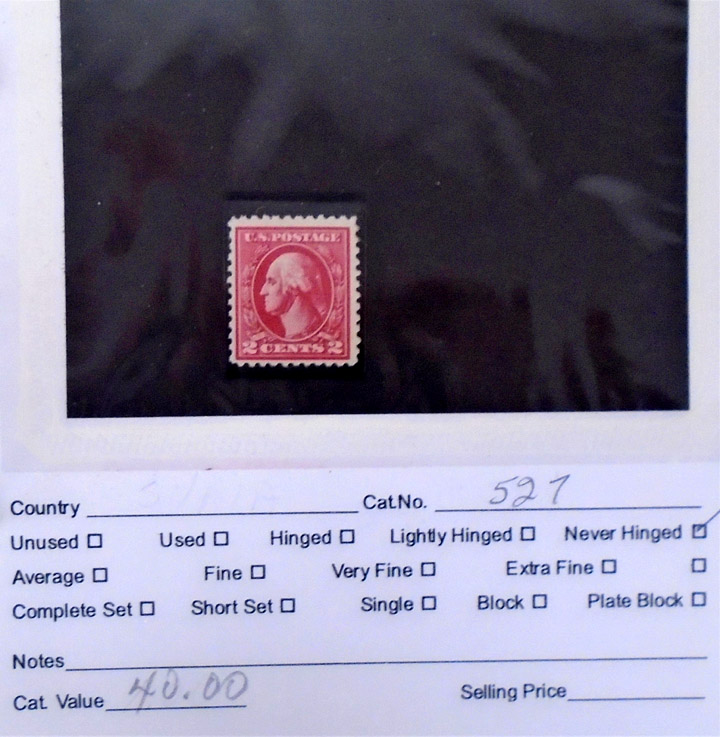 U.S. POSTAGE
2 CENTS 2
Country Cat.No. 527
Unused ☐ Used ☐ Hinged ☐ Lightly Hinged ☐ Never Hinged ☑
Average ☐ Fine ☐ Very Fine ☐ Extra Fine ☐ ☐
Complete Set ☐ Short Set ☐ Single ☐ Block ☐ Plate Block ☐
Notes
Cat. Value 40.00 Selling Price